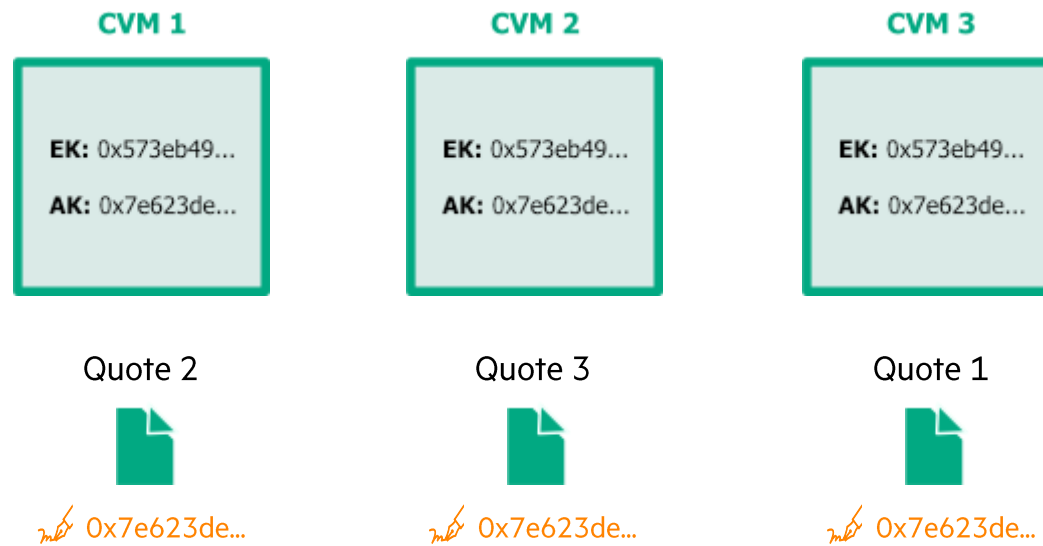 CVM 1 CVM 2 CVM 3
EK: 0x573eb49... EK: 0x573eb49... EK: 0x573eb49...
AK: 0x7e623de... AK: 0x7e623de... AK: 0x7e623de...
Quote 2 Quote 3 Quote 1
0x7e623de... 0x7e623de... 0x7e623de...